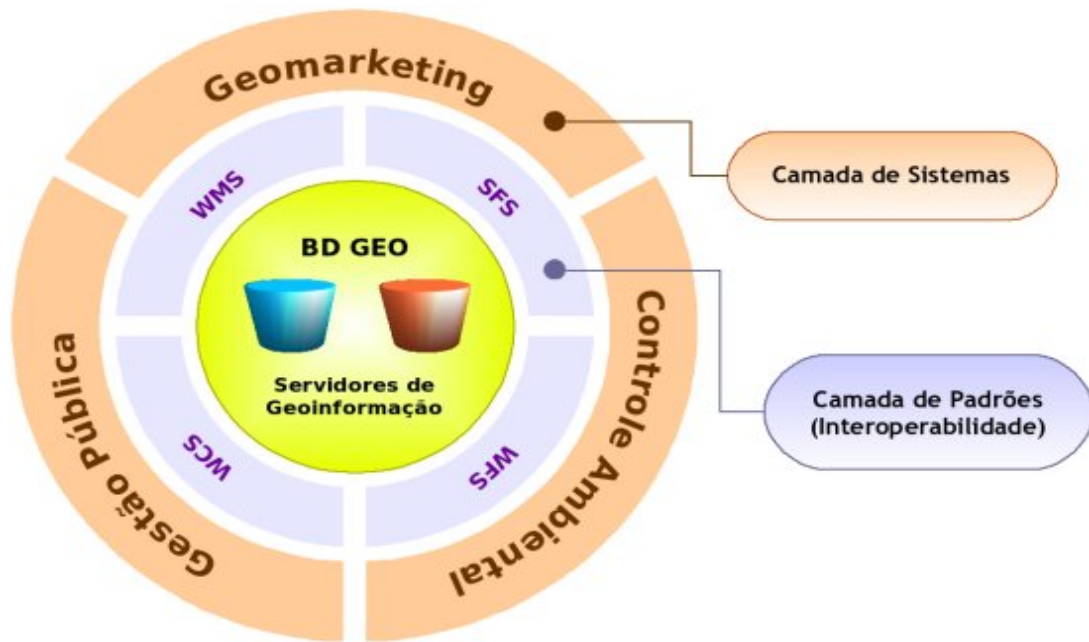 Geomarketing
WMS
SFS
BD GEO
Servidores de
Geoinformação
WCS
WFS
Gestão Pública
Controle Ambiental
Camada de Sistemas
Camada de Padrões
(Interoperabilidade)